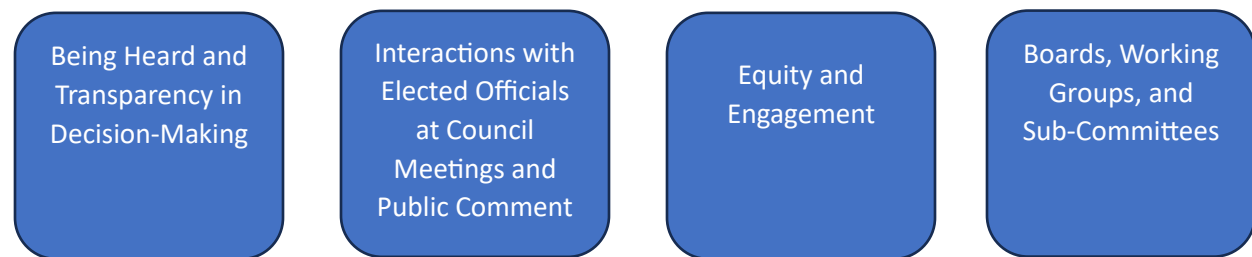 Being Heard and
Transparency in
Decision-Making
Interactions with
Elected Officials
at Council
Meetings and
Public Comment
Equity and
Engagement
Boards, Working
Groups, and
Sub-Committees